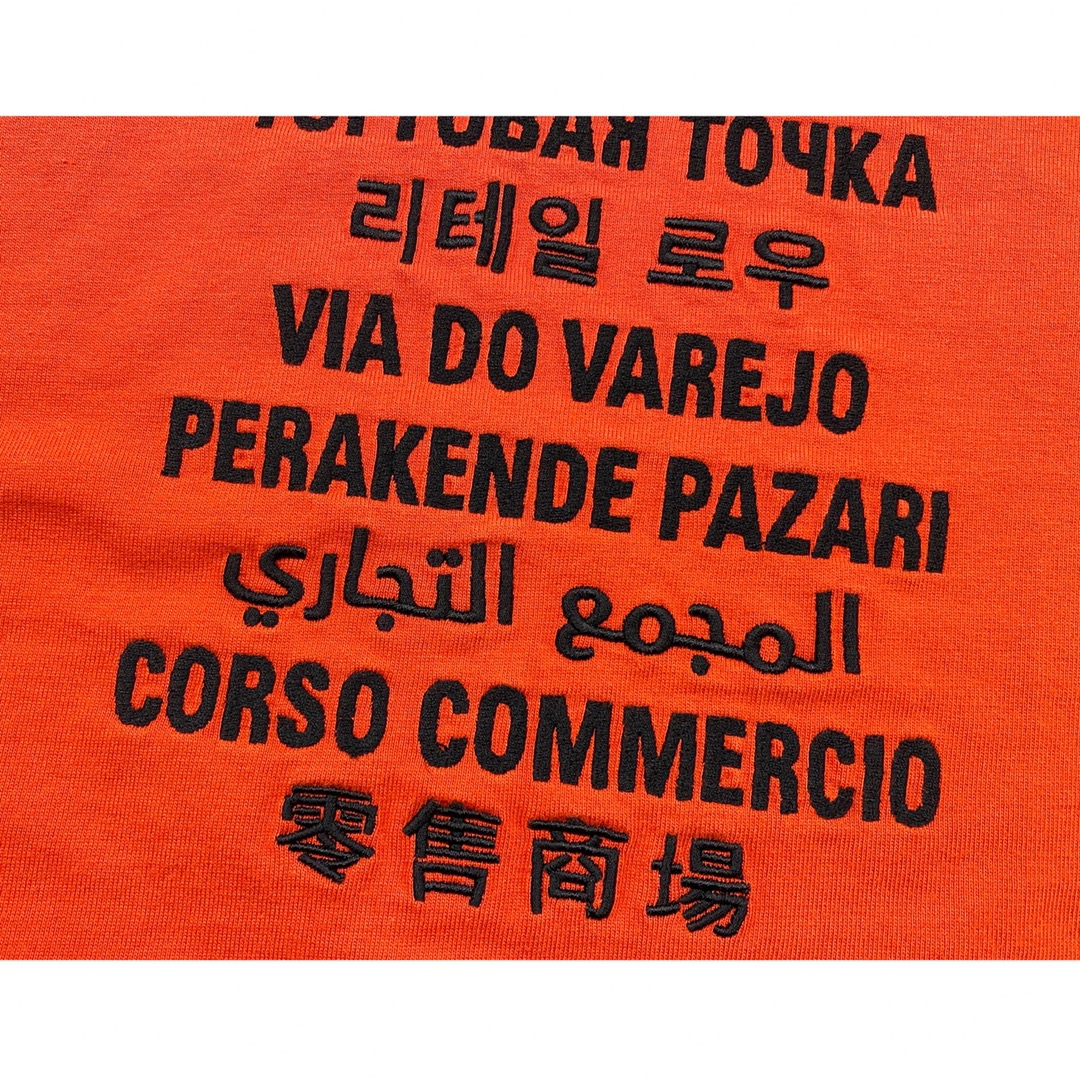 ТОРГОВАЯ ТОЧКА
리테일 로우
VIA DO VAREJO
PERAKENDE PAZARI
المجمع التجاري
CORSO COMMERCIO
零售商場